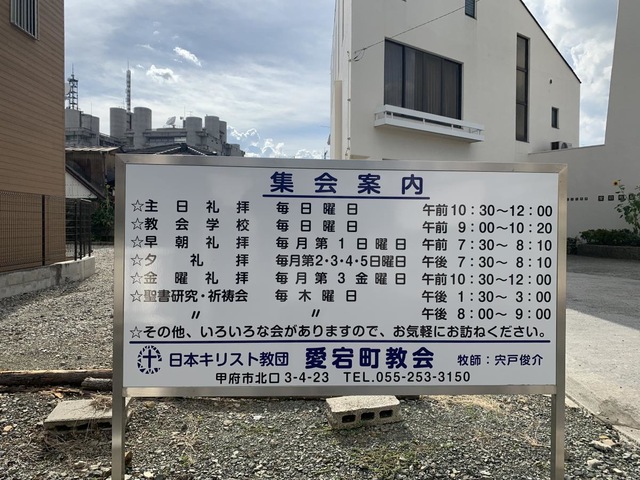 集会案内
☆主日礼拝 毎日曜日 午前10:30~12:00
☆教会学校 毎日曜日 午前 9:00~10:20
☆早朝礼拝 毎月第1日曜日 午前 7:30~ 8:10
☆夕礼拝 毎月第2・3・4・5日曜日 午後 7:30~ 8:10
☆金曜礼拝 毎月第3金曜日 午前10:30~12:00
☆聖書研究・祈祷会 毎木曜日 午後 1:30~ 3:00
〃 〃 午後 8:00~ 9:00
☆その他、いろいろな会がありますので、お気軽にお訪ねください。
日本キリスト教団 愛宕町教会 牧師:宍戸俊介
甲府市北口3-4-23 TEL.055-253-3150